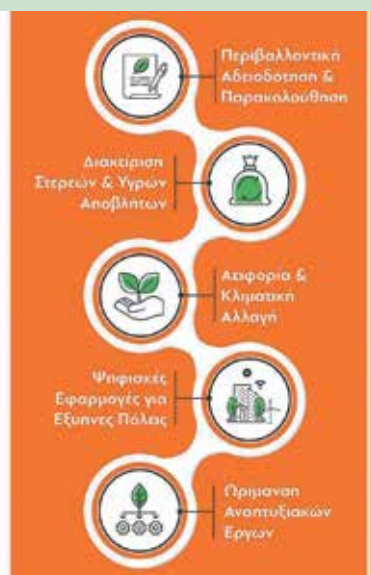 Περιβαλλοντική
Αδειοδότηση &
Παρακολούθηση
Διαχείριση
Στερεών & Υγρών
Αποβλήτων
Αειφορία &
Κλιματική
Αλλαγή
Ψηφιακές
Εφαρμογές για
Έξυπνες Πόλεις
Ωρίμανση
Αναπτυξιακών
Έργων